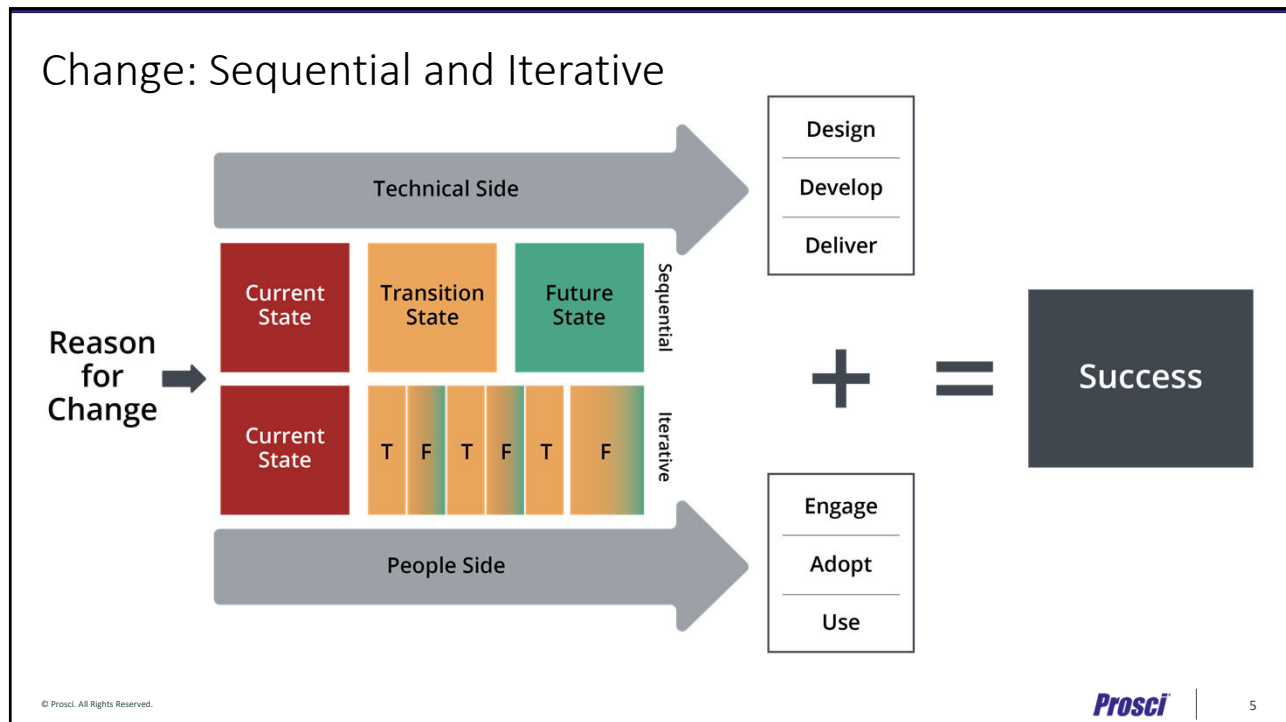 Change: Sequential and Iterative
Technical Side
Design
Develop
Deliver
Reason
for
Change
Current
State
Transition
State
Future
State
Sequential
Current
State
T F T F T F
Iterative
+
=
Success
People Side
Engage
Adopt
Use
© Prosci. All Rights Reserved.
Prosci®
5